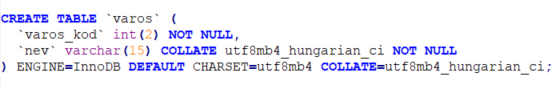 CREATE TABLE `varos` (
  `varos_kod` int(2) NOT NULL,
  `nev` varchar(15) COLLATE utf8mb4_hungarian_ci NOT NULL
) ENGINE=InnoDB DEFAULT CHARSET=utf8mb4 COLLATE=utf8mb4_hungarian_ci;